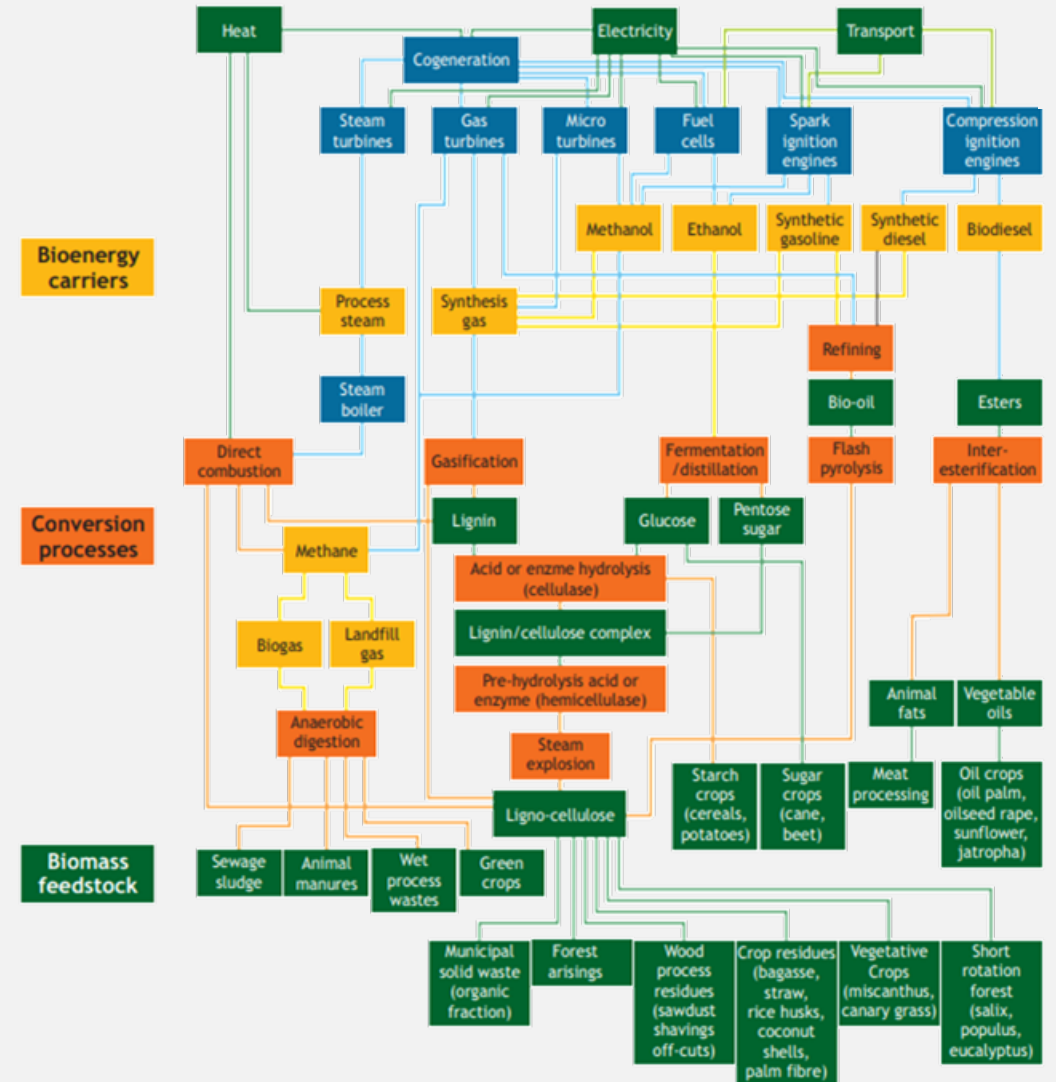 Heat
Electricity
Transport
Cogeneration
Steam
turbines
Gas
turbines
Micro
turbines
Fuel
cells
Spark
ignition
engines
Compression
ignition
engines
Methanol
Ethanol
Synthetic
gasoline
Synthetic
diesel
Biodiesel
Bioenergy
carriers
Process
steam
Synthesis
gas
Refining
Steam
boiler
Bio-oil
Esters
Direct
combustion
Gasification
Fermentation
/distillation
Flash
pyrolysis
Inter-
esterification
Conversion
processes
Lignin
Glucose
Pentose
sugar
Methane
Acid or enzme hydrolysis
(cellulase)
Biogas
Landfill
gas
Lignin/cellulose complex
Pre-hydrolysis acid or
enzyme (hemicellulase)
Animal
fats
Vegetable
oils
Anaerobic
digestion
Steam
explosion
Starch
crops
(cereals,
potatoes)
Sugar
crops
(cane,
beet)
Meat
processing
Oil crops
(oil palm,
oilseed rape,
sunflower,
jatropha)
Ligno-cellulose
Biomass
feedstock
Sewage
sludge
Animal
manures
Wet
process
wastes
Green
crops
Municipal
solid waste
(organic
fraction)
Forest
arisings
Wood
process
residues
(sawdust
shavings
off-cuts)
Crop residues
(bagasse,
straw,
rice husks,
coconut
shells,
palm fibre)
Vegetative
Crops
(miscanthus,
canary grass)
Short
rotation
forest
(salix,
populus,
eucalyptus)